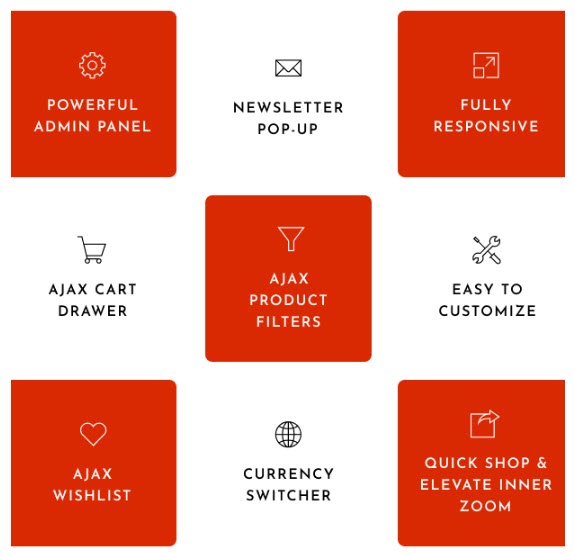 POWERFUL
ADMIN PANEL
NEWSLETTER
POP-UP
FULLY
RESPONSIVE
AJAX CART
DRAWER
AJAX
PRODUCT
FILTERS
EASY TO
CUSTOMIZE
AJAX
WISHLIST
CURRENCY
SWITCHER
QUICK SHOP &
ELEVATE INNER
ZOOM